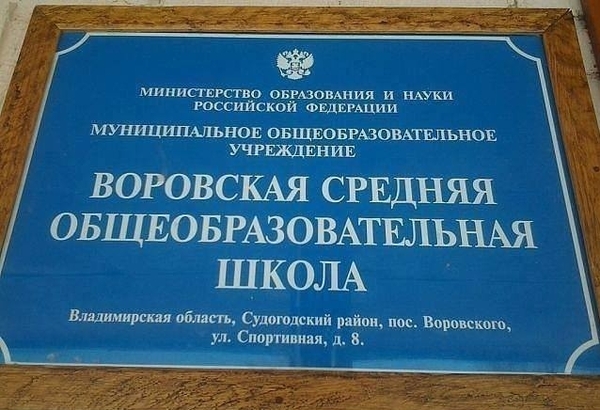 МИНИСТЕРСТВО ОБРАЗОВАНИЯ И НАУКИ
РОССИЙСКОЙ ФЕДЕРАЦИИ
МУНИЦИПАЛЬНОЕ ОБЩЕОБРАЗОВАТЕЛЬНОЕ
УЧРЕЖДЕНИЕ
ВОРОВСКАЯ СРЕДНЯЯ
ОБЩЕОБРАЗОВАТЕЛЬНАЯ
ШКОЛА
Владимирская область, Судогодский район, пос. Воровского,
ул. Спортивная, д. 8.